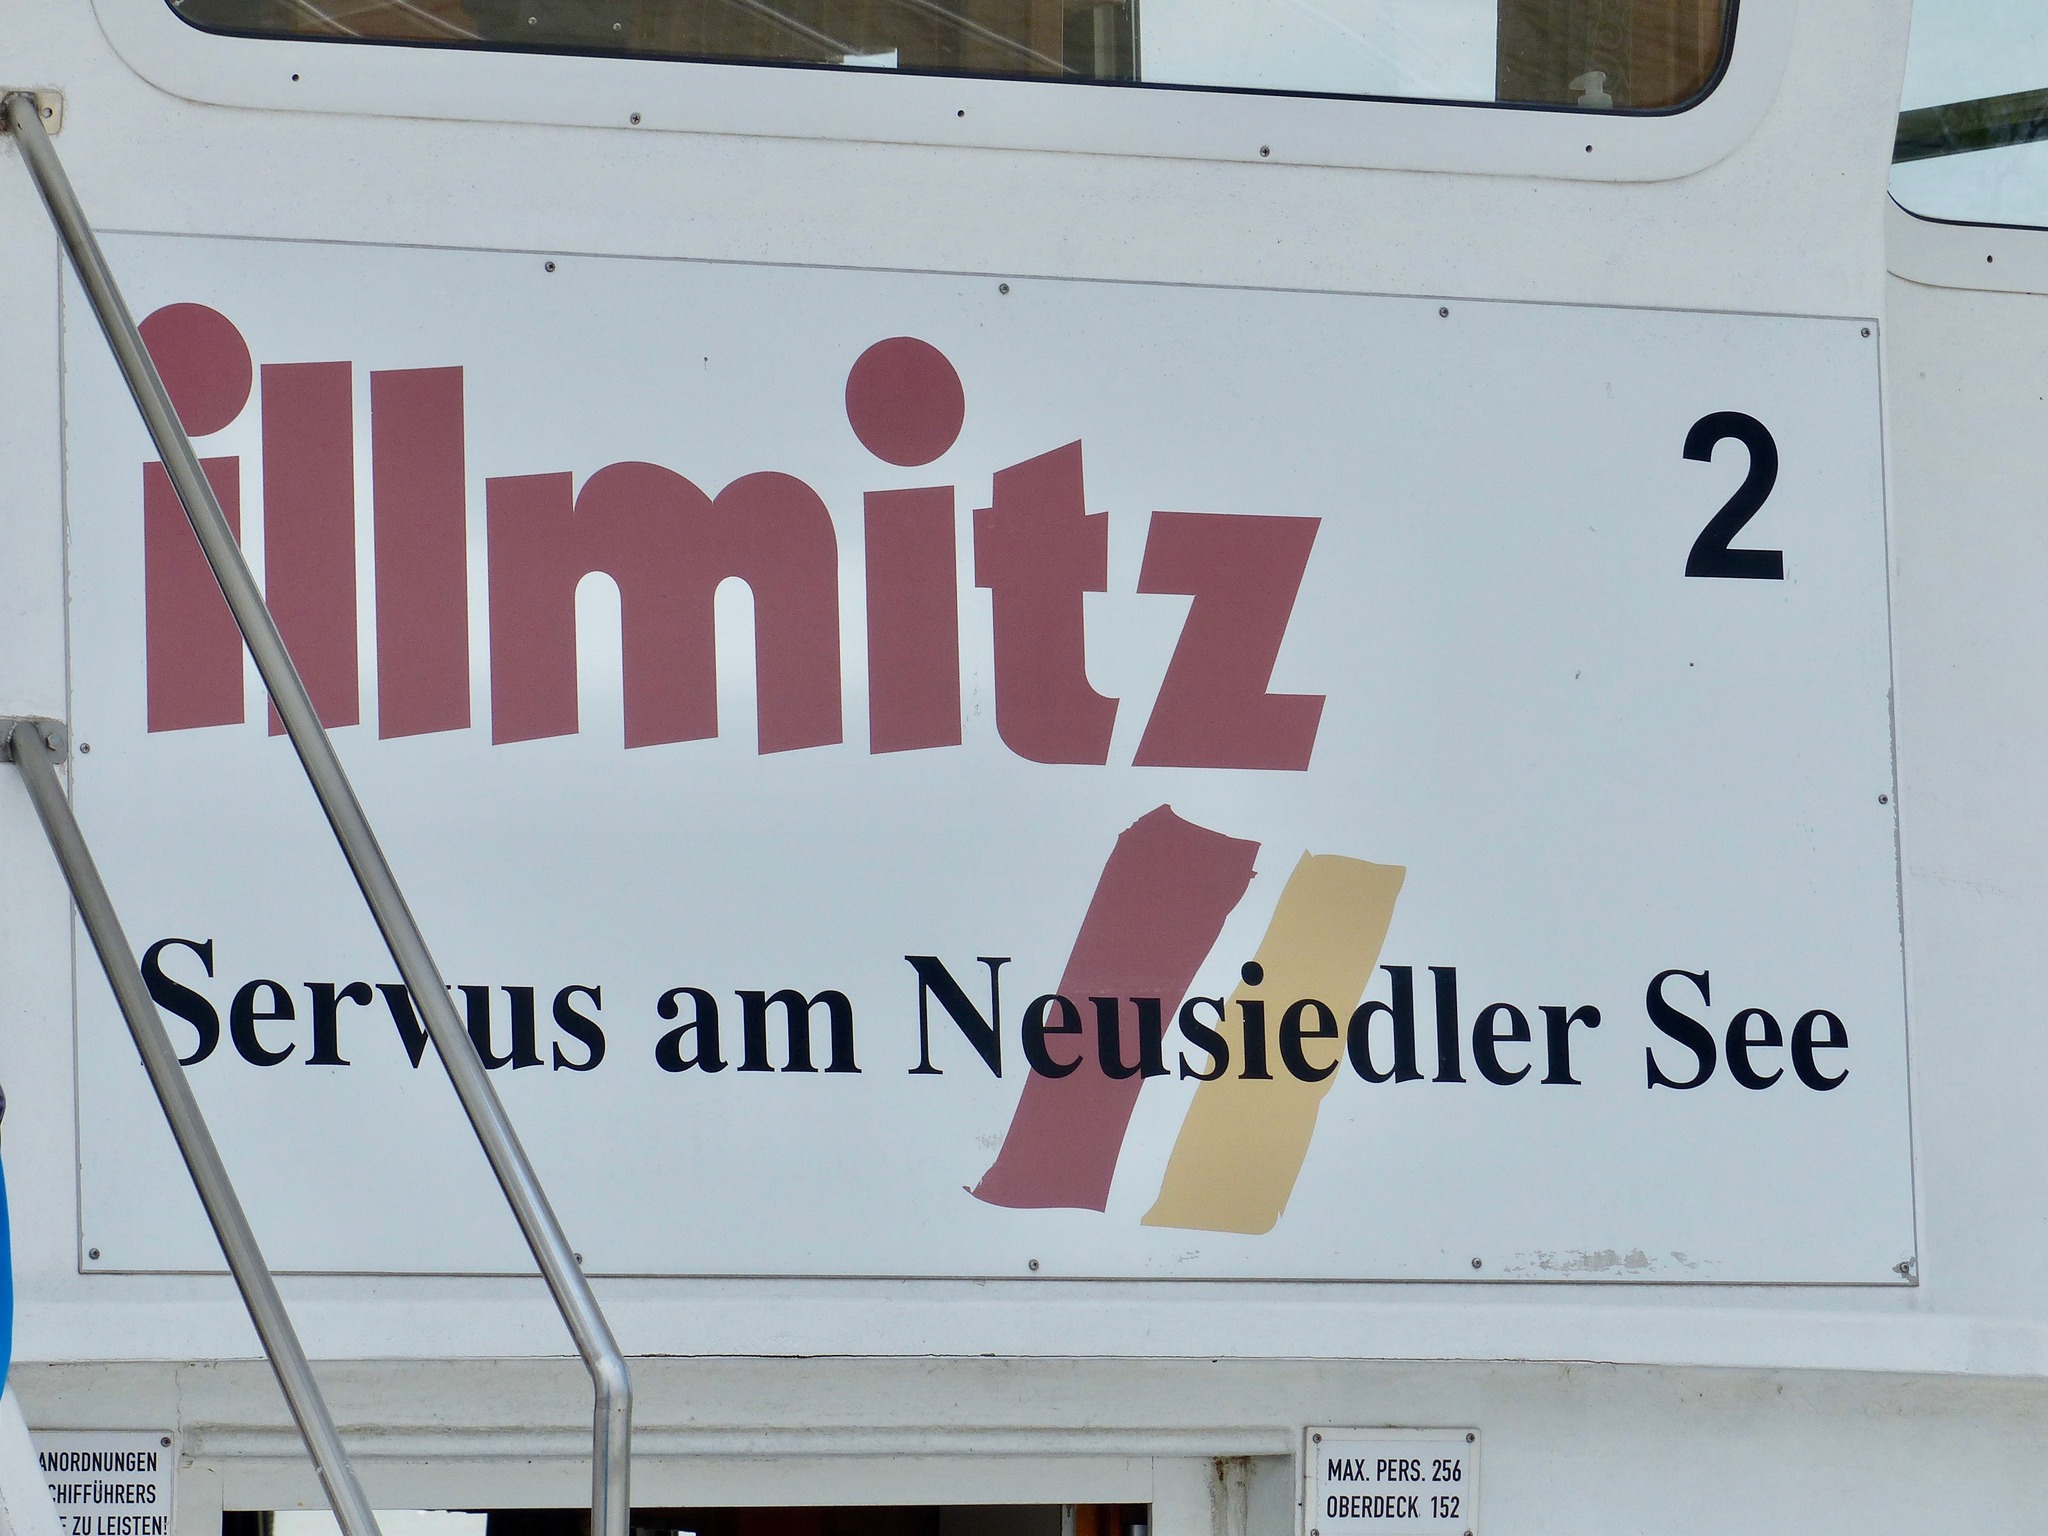 illmitz
2
Servus am Neusiedler See
ANORDNUNGEN
CHIFFÜHRERS
ZU LEISTEN!
MAX. PERS. 256
OBERDECK 152